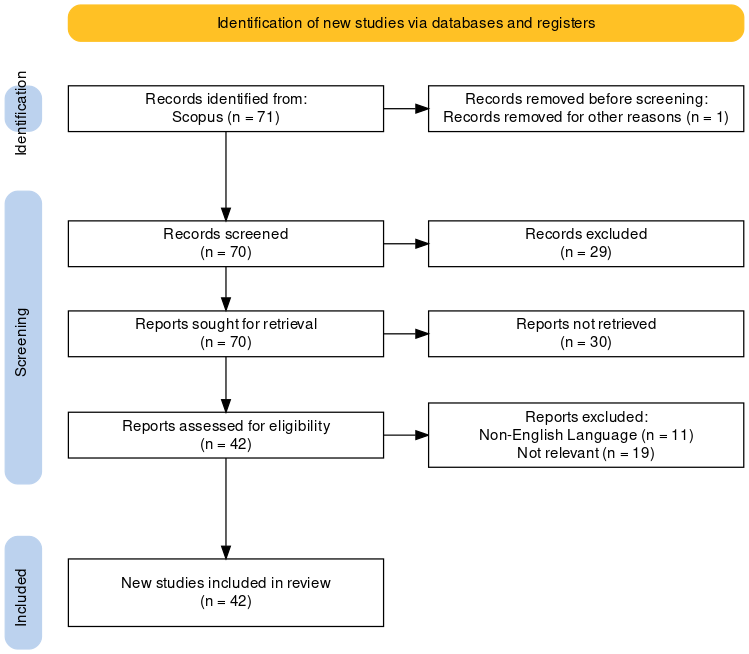 Identification of new studies via databases and registers
Identification
Records identified from:
Scopus (n = 71)
Records removed before screening:
Records removed for other reasons (n = 1)
Screening
Records screened
(n = 70)
Records excluded
(n = 29)
Reports sought for retrieval
(n = 70)
Reports not retrieved
(n = 30)
Reports assessed for eligibility
(n = 42)
Reports excluded:
Non-English Language (n = 11)
Not relevant (n = 19)
Included
New studies included in review
(n = 42)